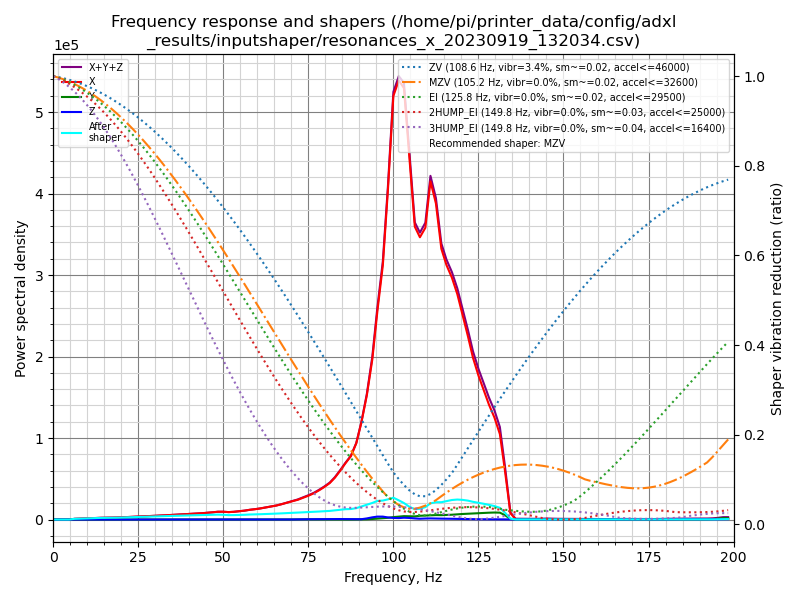 Frequency response and shapers (/home/pi/printer_data/config/adxl
_results/inputshaper/resonances_x_20230919_132034.csv)
1e5
X+Y+Z
X
Y
Z
After
shaper
ZV (108.6 Hz, vibr=3.4%, sm~=0.02, accel<=46000)
MZV (105.2 Hz, vibr=0.0%, sm~=0.02, accel<=32600)
EI (125.8 Hz, vibr=0.0%, sm~=0.02, accel<=29500)
2HUMP_EI (149.8 Hz, vibr=0.0%, sm~=0.03, accel<=25000)
3HUMP_EI (149.8 Hz, vibr=0.0%, sm~=0.04, accel<=16400)
Recommended shaper: MZV
5
4
3
2
1
0
Power spectral density
1.0
0.8
0.6
0.4
0.2
0.0
Shaper vibration reduction (ratio)
0 25 50 75 100 125 150 175 200
Frequency, Hz